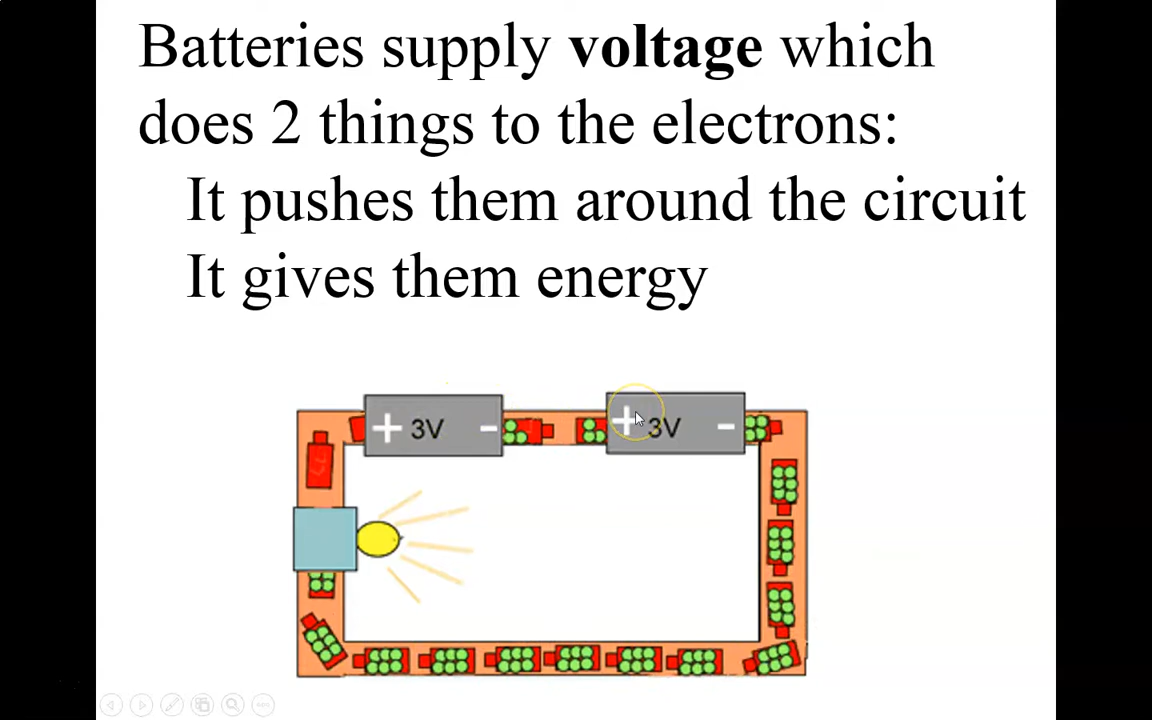 Batteries supply voltage which
does 2 things to the electrons:
It pushes them around the circuit
It gives them energy
+ 3V -
+ 3V -